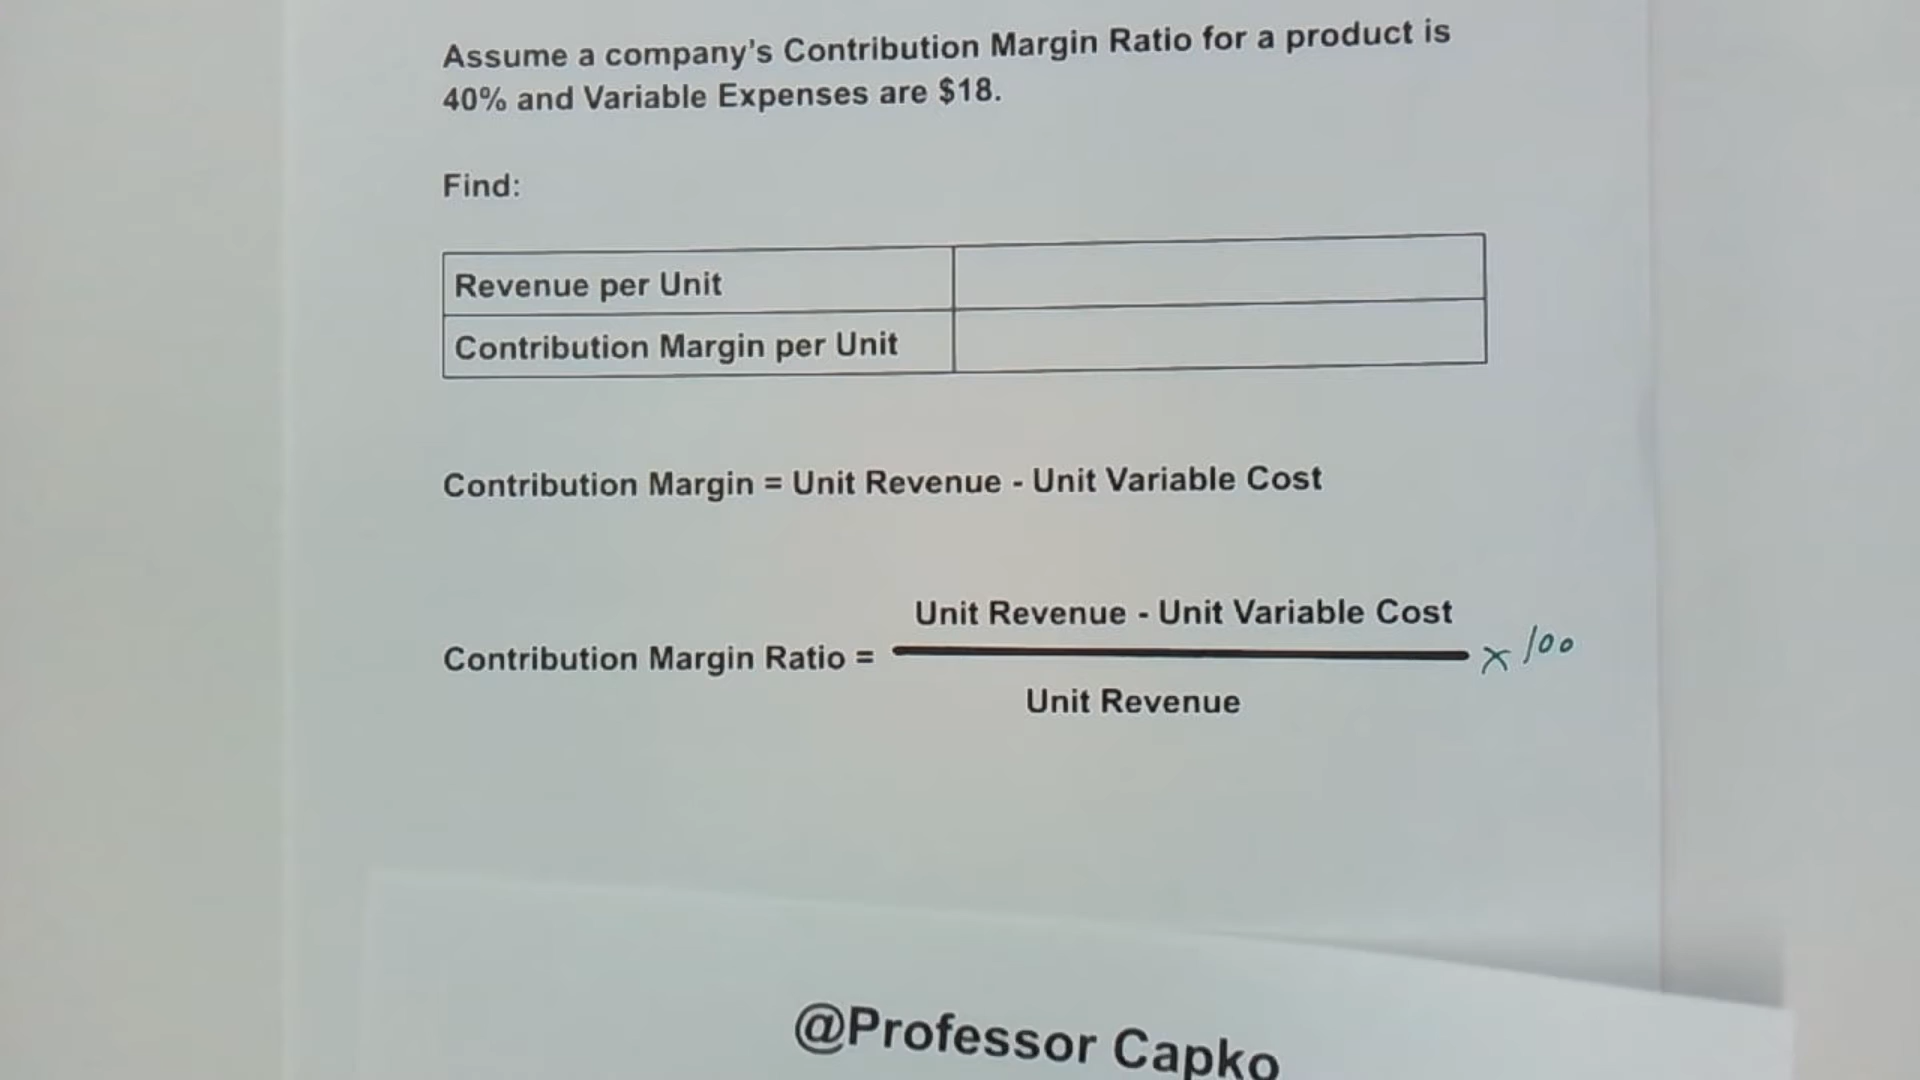 Assume a company's Contribution Margin Ratio for a product is
40% and Variable Expenses are $18.
Find:
Revenue per Unit
Contribution Margin per Unit
Contribution Margin = Unit Revenue - Unit Variable Cost
Unit Revenue - Unit Variable Cost
Contribution Margin Ratio = x 100
Unit Revenue
@Professor Capko